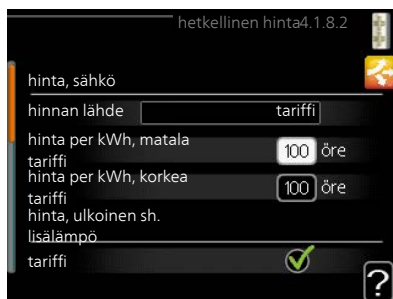 hetkellinen hinta4.1.8.2
hinta, sähkö
hinnan lähde tariffi
hinta per kWh, matala
tariffi 100 öre
hinta per kWh, korkea
tariffi 100 öre
hinta, ulkoinen sh.
lisälämpö
tariffi
?